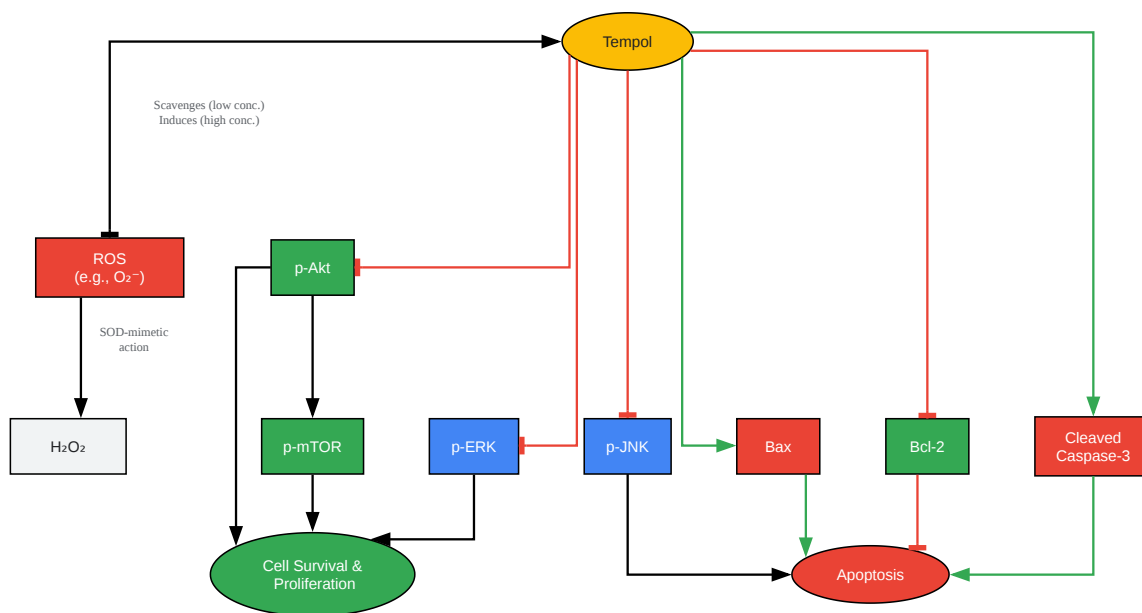 Tempol
Scavenges (low conc.)
Induces (high conc.)
ROS
(e.g., O₂⁻)
p-Akt
SOD-mimetic
action
H₂O₂
p-mTOR
p-ERK
p-JNK
Bax
Bcl-2
Cleaved
Caspase-3
Cell Survival &
Proliferation
Apoptosis